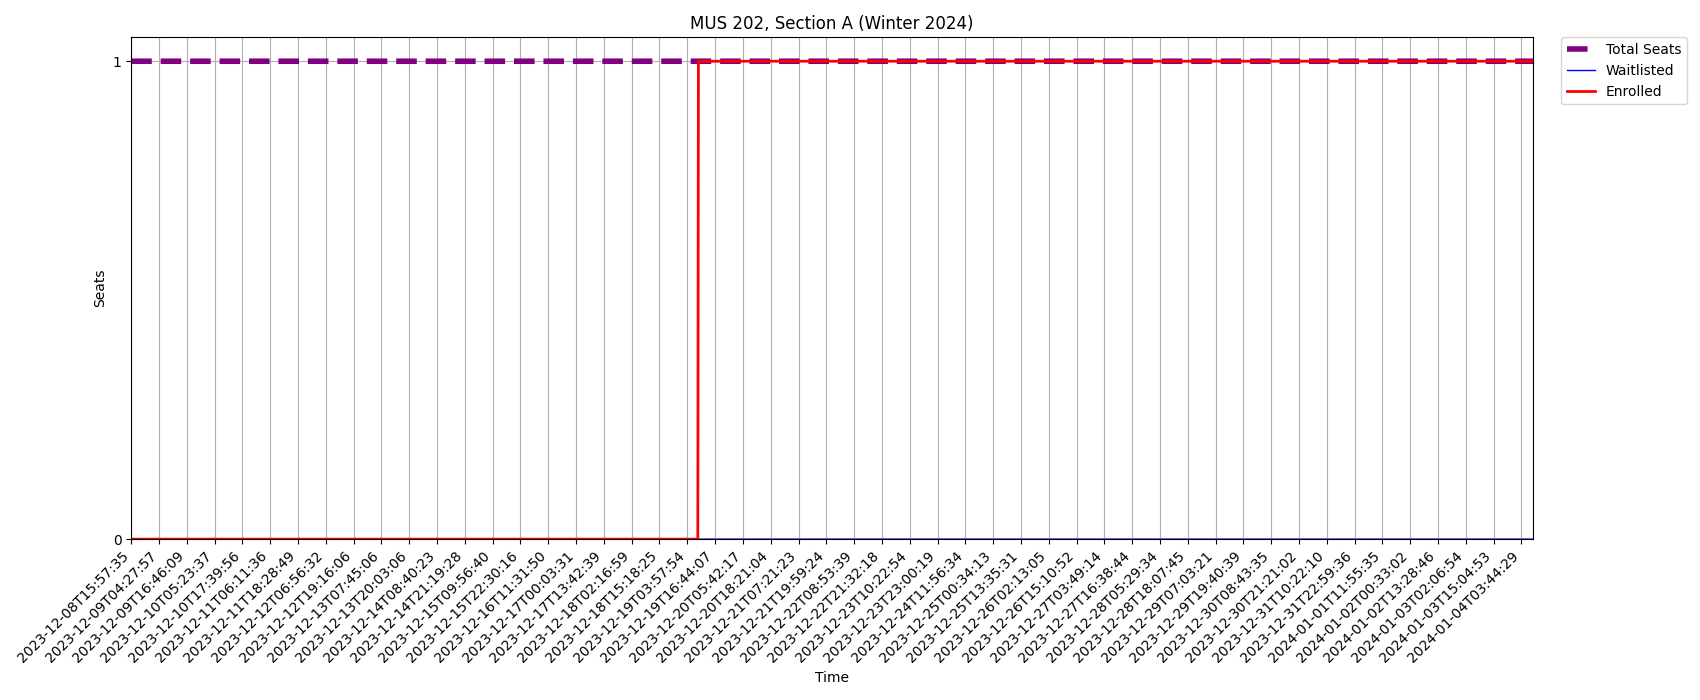 MUS 202, Section A (Winter 2024)
Total Seats
Waitlisted
Enrolled
1
0
Seats
2023-12-08T15:57:35
2023-12-09T04:27:57
2023-12-09T16:46:09
2023-12-10T05:23:37
2023-12-10T17:39:56
2023-12-11T06:11:36
2023-12-11T18:28:49
2023-12-12T06:56:32
2023-12-12T19:16:06
2023-12-13T07:45:06
2023-12-13T20:03:06
2023-12-14T08:40:23
2023-12-14T21:19:28
2023-12-15T09:56:40
2023-12-15T22:30:16
2023-12-16T11:31:50
2023-12-17T00:03:31
2023-12-17T13:42:39
2023-12-18T02:16:59
2023-12-18T15:18:25
2023-12-19T03:57:54
2023-12-19T16:44:07
2023-12-20T05:42:17
2023-12-20T18:21:04
2023-12-21T07:21:23
2023-12-21T19:59:24
2023-12-22T08:53:39
2023-12-22T21:32:18
2023-12-23T10:22:54
2023-12-23T23:00:19
2023-12-24T11:56:34
2023-12-25T00:34:13
2023-12-25T13:35:31
2023-12-26T02:13:05
2023-12-26T15:10:52
2023-12-27T03:49:14
2023-12-27T16:38:44
2023-12-28T05:29:34
2023-12-28T18:07:45
2023-12-29T07:03:21
2023-12-29T19:40:39
2023-12-30T08:43:35
2023-12-30T21:21:02
2023-12-31T10:22:10
2023-12-31T22:59:36
2024-01-01T11:55:35
2024-01-02T00:33:02
2024-01-02T13:28:46
2024-01-03T02:06:54
2024-01-03T15:04:53
2024-01-04T03:44:29
Time